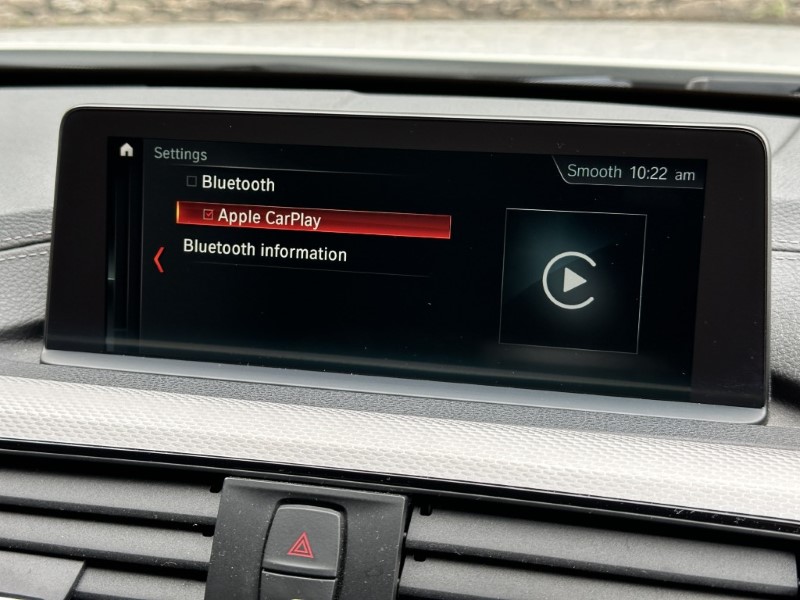 Settings
Smooth 10:22 am
Bluetooth
Apple CarPlay
Bluetooth information